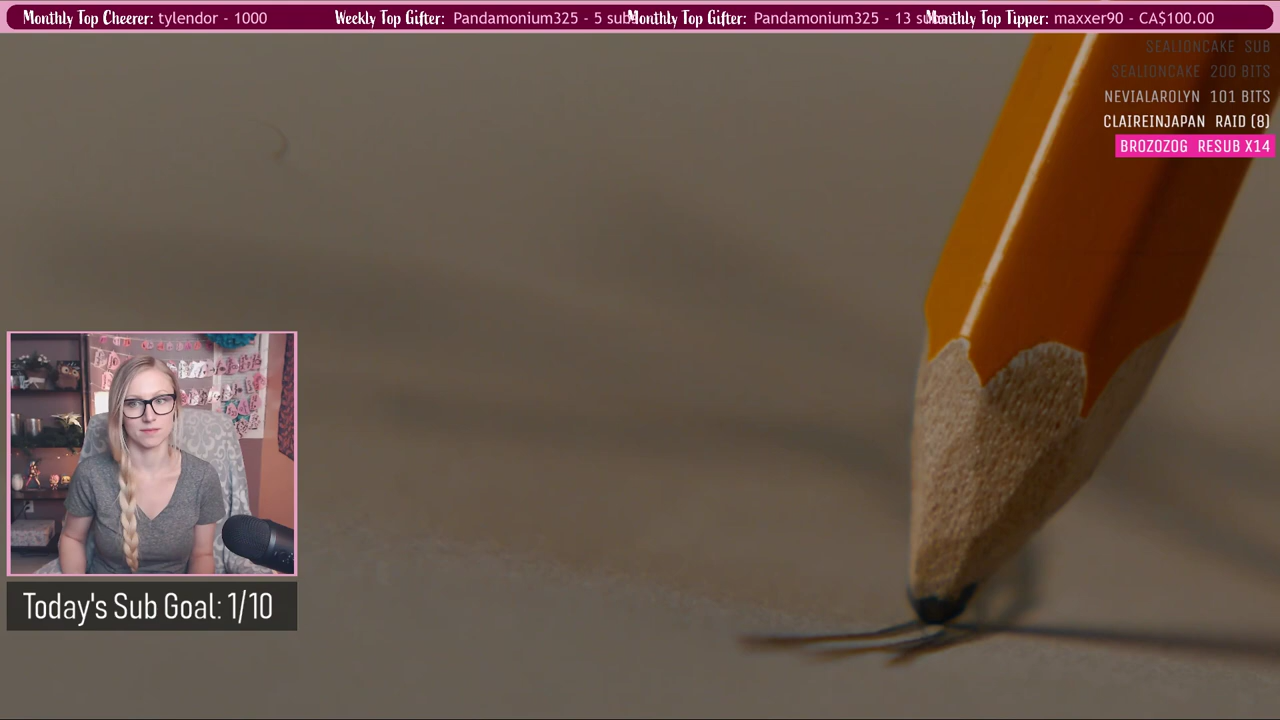 Monthly Top Cheerer: tylendor - 1000 Weekly Top Gifter: Pandamonium325 - 5 subs Monthly Top Gifter: Pandamonium325 - 13 subs Monthly Top Tipper: maxxer90 - CA$100.00
SEALIONCAKE SUB
SEALIONCAKE 200 BITS
NEVIALAROLYN 101 BITS
CLAIREINJAPAN RAID (8)
BROZOZOG RESUB X14
Today's Sub Goal: 1/10